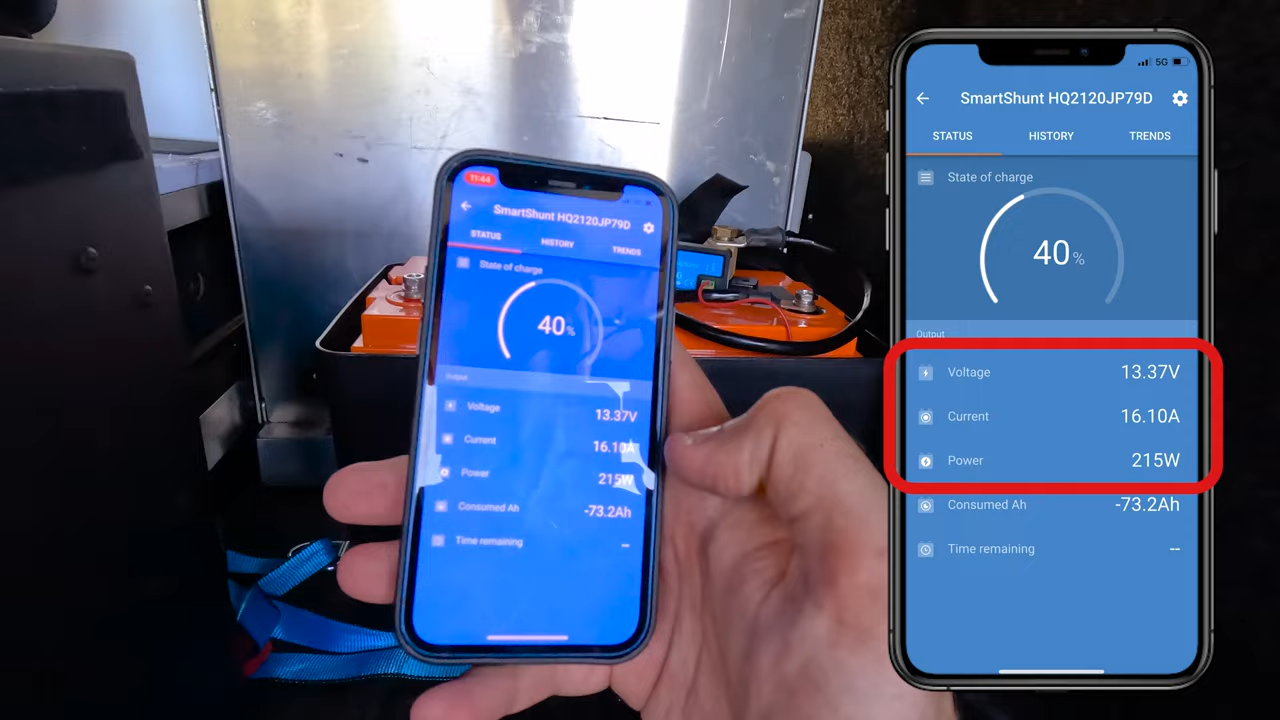 11:44
SmartShunt HQ2120JP79D
STATUS HISTORY TRENDS
State of charge
40%
Output
Voltage 13.37V
Current 16.10A
Power 215W
Consumed Ah -73.2Ah
Time remaining --
5G
SmartShunt HQ2120JP79D
STATUS HISTORY TRENDS
State of charge
40%
Output
Voltage 13.37V
Current 16.10A
Power 215W
Consumed Ah -73.2Ah
Time remaining --